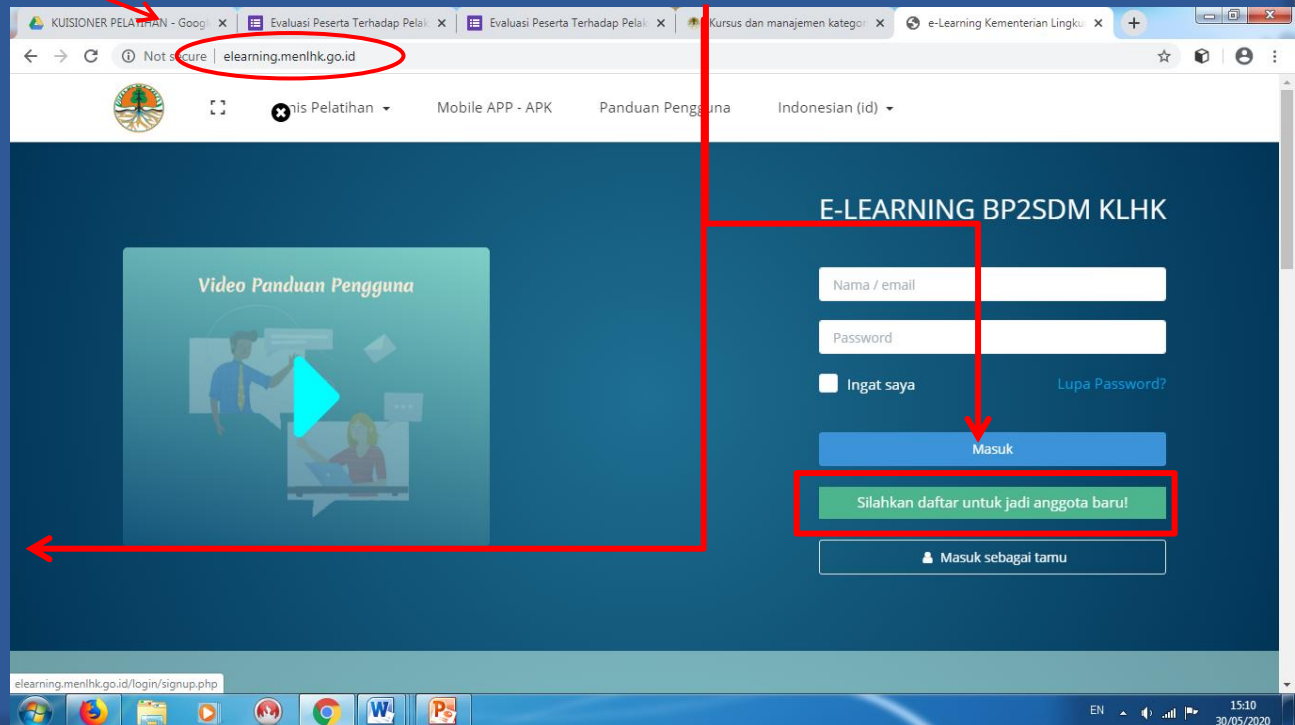 KUISIONER PELATIHAN - Googl
Evaluasi Peserta Terhadap Pelak
Evaluasi Peserta Terhadap Pelak
Kursus dan manajemen kategor
e-Learning Kementerian Lingku
Not secure | elearning.menlhk.go.id
nis Pelatihan
Mobile APP - APK
Panduan Pengguna
Indonesian (id)
E-LEARNING BP2SDM KLHK
Video Panduan Pengguna
Nama / email
Password
Ingat saya
Lupa Password?
Masuk
Silahkan daftar untuk jadi anggota baru!
Masuk sebagai tamu
elearning.menlhk.go.id/login/signup.php
EN
15:10
30/05/2020